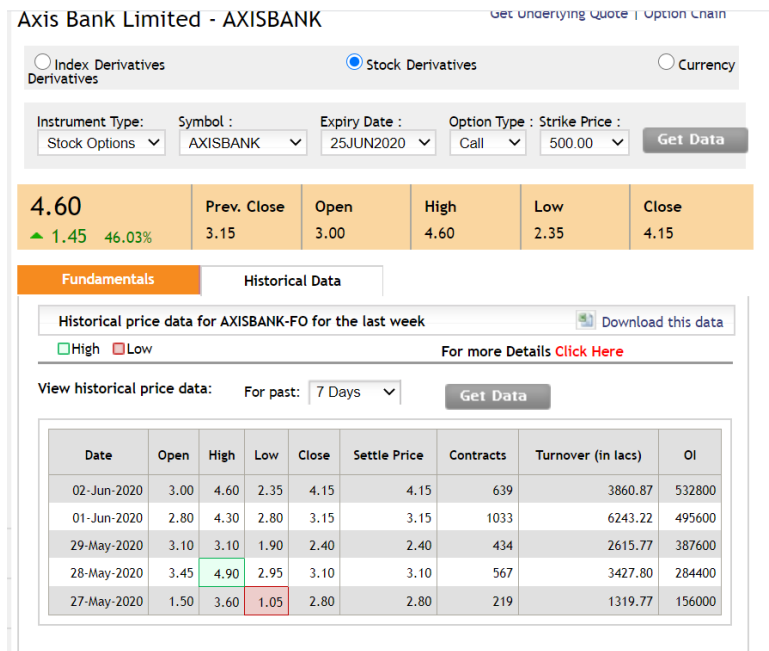 Axis Bank Limited - AXISBANK
Get Underlying Quote | Option Chain
Index Derivatives
Stock Derivatives
Currency
Derivatives
Instrument Type: Symbol : Expiry Date : Option Type : Strike Price :
Stock Options AXISBANK 25JUN2020 Call 500.00 Get Data
4.60 Prev. Close Open High Low Close
1.45 46.03% 3.15 3.00 4.60 2.35 4.15
Fundamentals Historical Data
Historical price data for AXISBANK-FO for the last week Download this data
High Low For more Details Click Here
View historical price data: For past: 7 Days Get Data
Date Open High Low Close Settle Price Contracts Turnover (in lacs) OI
02-Jun-2020 3.00 4.60 2.35 4.15 4.15 639 3860.87 532800
01-Jun-2020 2.80 4.30 2.80 3.15 3.15 1033 6243.22 495600
29-May-2020 3.10 3.10 1.90 2.40 2.40 434 2615.77 387600
28-May-2020 3.45 4.90 2.95 3.10 3.10 567 3427.80 284400
27-May-2020 1.50 3.60 1.05 2.80 2.80 219 1319.77 156000